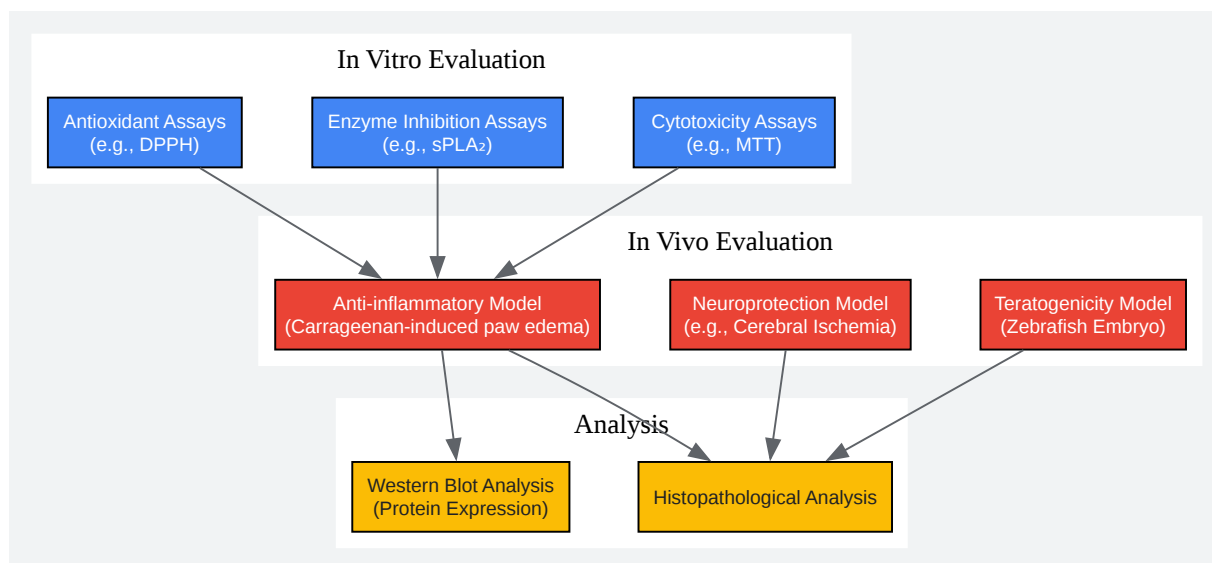 In Vitro Evaluation
Antioxidant Assays
(e.g., DPPH)
Enzyme Inhibition Assays
(e.g., sPLA₂)
Cytotoxicity Assays
(e.g., MTT)
In Vivo Evaluation
Anti-inflammatory Model
(Carrageenan-induced paw edema)
Neuroprotection Model
(e.g., Cerebral Ischemia)
Teratogenicity Model
(Zebrafish Embryo)
Analysis
Western Blot Analysis
(Protein Expression)
Histopathological Analysis